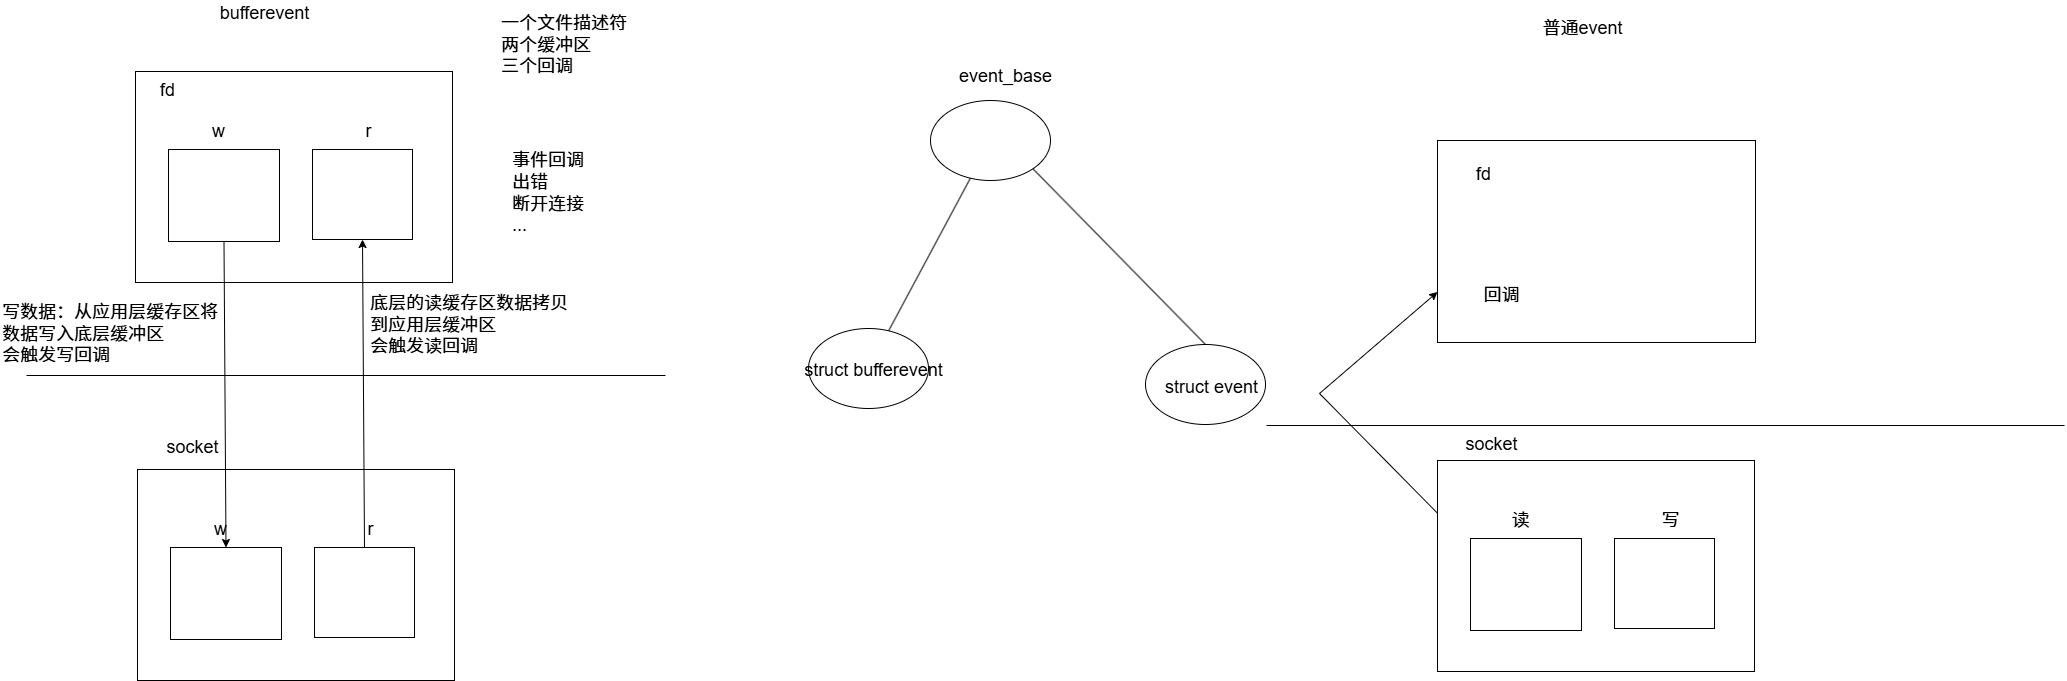 bufferevent
一个文件描述符
两个缓冲区
三个回调
fd
w
r
事件回调
出错
断开连接
...
写数据：从应用层缓存区将
数据写入底层缓冲区
会触发写回调
底层的读缓存区数据拷贝
到应用层缓冲区
会触发读回调
socket
w
r
event_base
struct bufferevent
struct event
普通event
fd
回调
socket
读
写